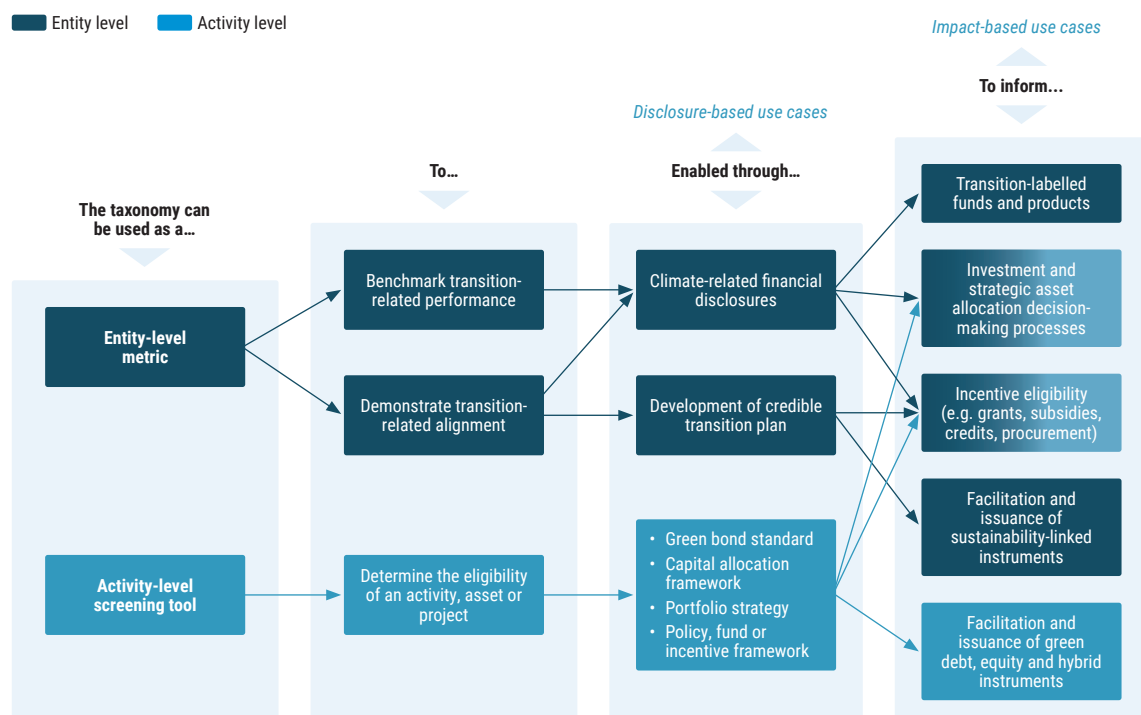 Entity level
Activity level
Impact-based use cases
To inform...
Disclosure-based use cases
Enabled through...
To...
The taxonomy can
be used as a...
Entity-level
metric
Activity-level
screening tool
Benchmark transition-
related performance
Demonstrate transition-
related alignment
Determine the eligibility
of an activity, asset or
project
Climate-related financial
disclosures
Development of credible
transition plan
• Green bond standard
• Capital allocation
framework
• Portfolio strategy
• Policy, fund or
incentive framework
Transition-labelled
funds and products
Investment and
strategic asset
allocation decision-
making processes
Incentive eligibility
(e.g. grants, subsidies,
credits, procurement)
Facilitation and
issuance of
sustainability-linked
instruments
Facilitation and
issuance of green
debt, equity and hybrid
instruments